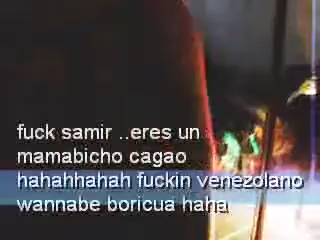 fuck samir ..eres un
mamabicho cagao
hahahhahah fuckin venezolano
wannabe boricua haha